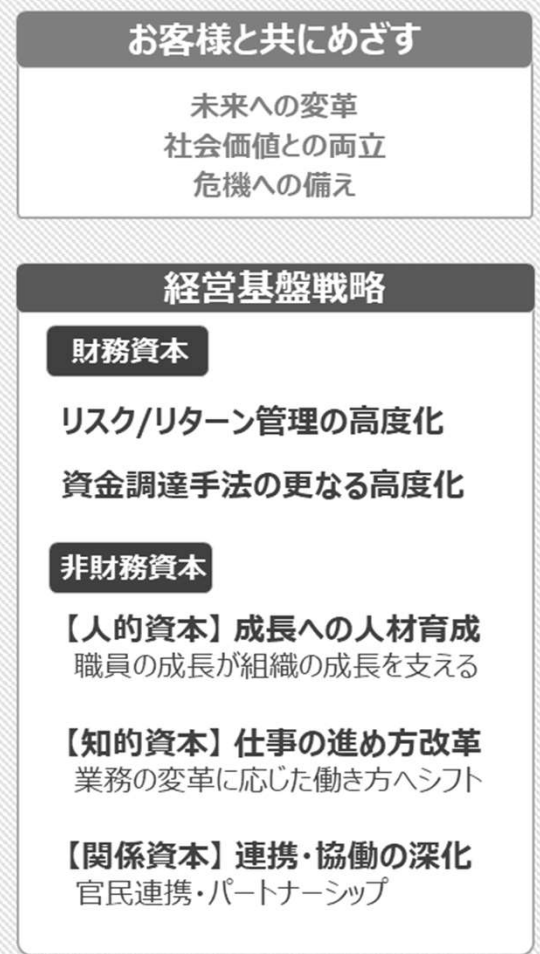 お客様と共にめざす
未来への変革
社会価値との両立
危機への備え
経営基盤戦略
財務資本
リスク/リターン管理の高度化
資金調達手法の更なる高度化
非財務資本
【人的資本】成長への人材育成
職員の成長が組織の成長を支える
【知的資本】仕事の進め方改革
業務の変革に応じた働き方へシフト
【関係資本】連携・協働の深化
官民連携・パートナーシップ